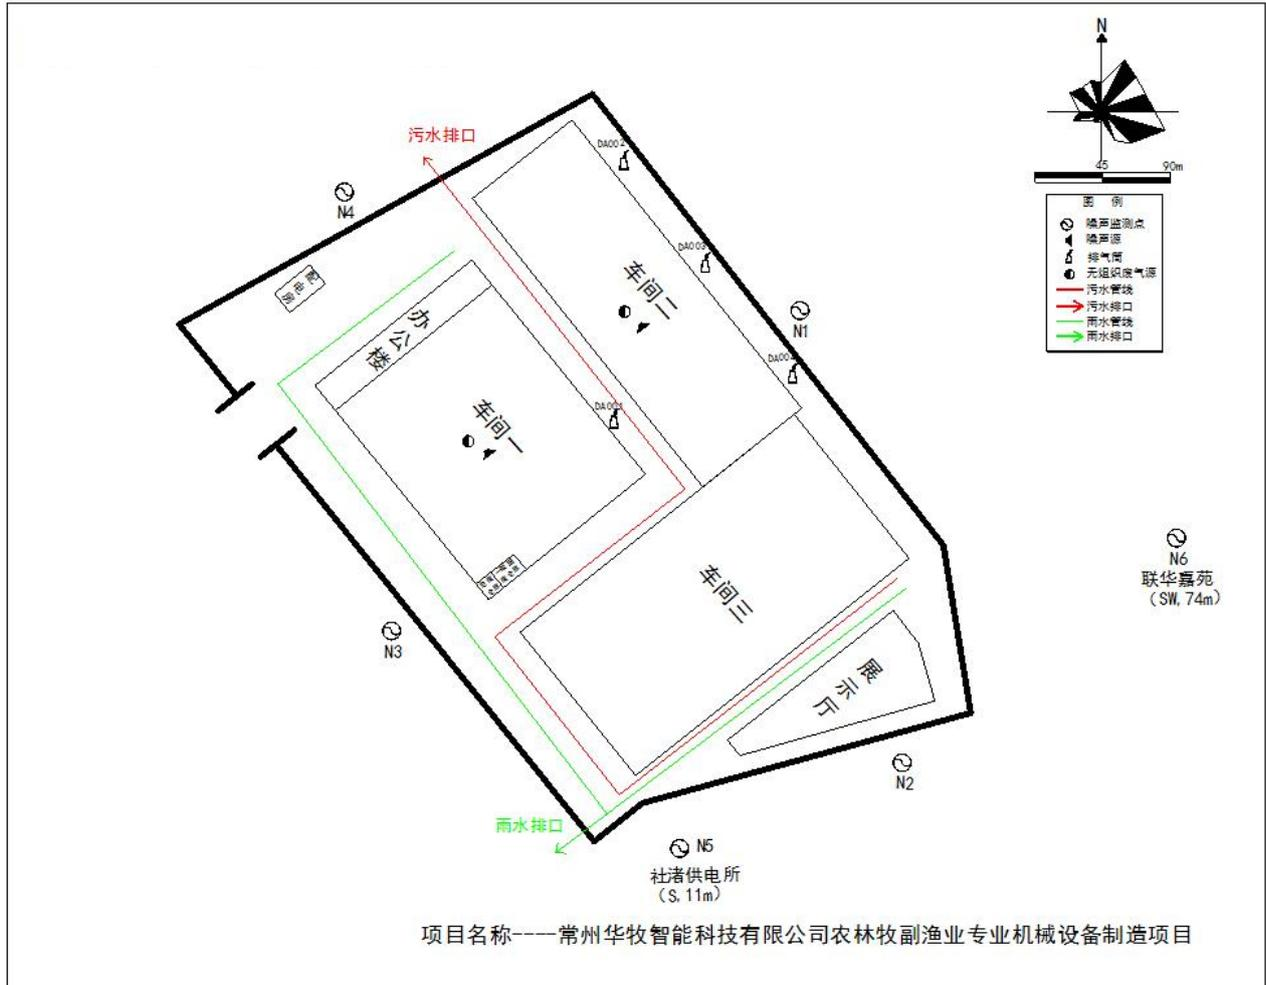 N
45
90m
图 例
噪声监测点
噪声源
排气筒
无组织废气源
污水管线
污水排口
雨水管线
雨水排口
污水排口
DA002
N4
DA003
车间二
配电房
N1
办公楼
DA001
车间一
N6
联华嘉苑
(SW, 74m)
车间三
N3
展示厅
N2
雨水排口
N5
社渚供电所
(S, 11m)
项目名称----常州华牧智能科技有限公司农林牧副渔业专业机械设备制造项目